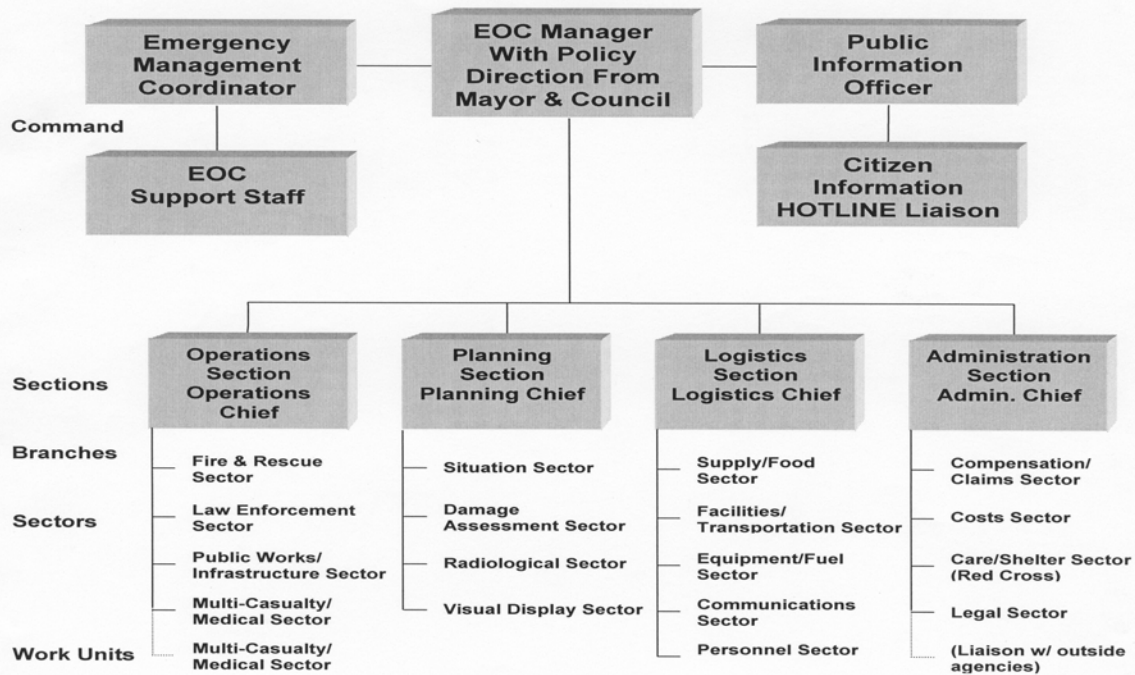 Emergency
Management
Coordinator
EOC Manager
With Policy
Direction From
Mayor & Council
Public
Information
Officer
Command
EOC
Support Staff
Citizen
Information
HOTLINE Liaison
Sections
Operations
Section
Operations
Chief
Planning
Section
Planning Chief
Logistics
Section
Logistics Chief
Administration
Section
Admin. Chief
Branches
Sectors
Work Units
Fire & Rescue
Sector
Law Enforcement
Sector
Public Works/
Infrastructure Sector
Multi-Casualty/
Medical Sector
Multi-Casualty/
Medical Sector
Situation Sector
Damage
Assessment Sector
Radiological Sector
Visual Display Sector
Supply/Food
Sector
Facilities/
Transportation Sector
Equipment/Fuel
Sector
Communications
Sector
Personnel Sector
Compensation/
Claims Sector
Costs Sector
Care/Shelter Sector
(Red Cross)
Legal Sector
(Liaison w/ outside
agencies)